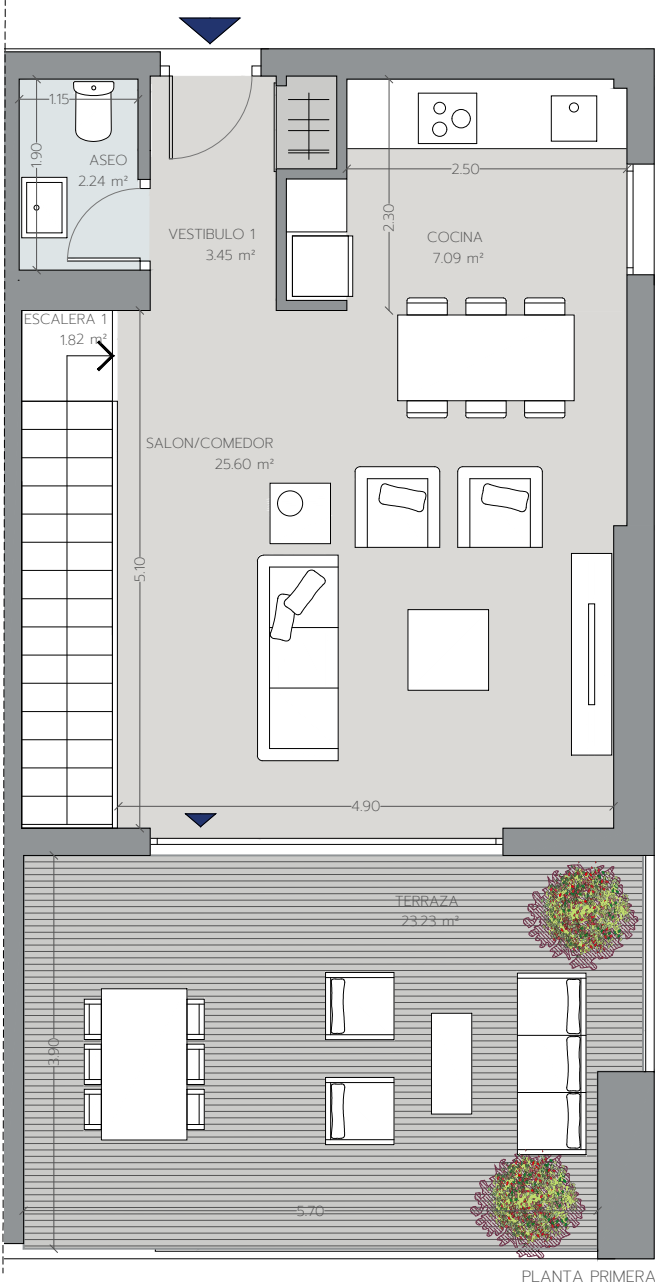 1.15
1.90
ASEO
2.24 m²
VESTIBULO 1
3.45 m²
2.50
2.30
COCINA
7.09 m²
ESCALERA 1
1.82 m²
SALON/COMEDOR
25.60 m²
5.10
4.90
TERRAZA
23.23 m²
3.90
5.70
PLANTA PRIMERA